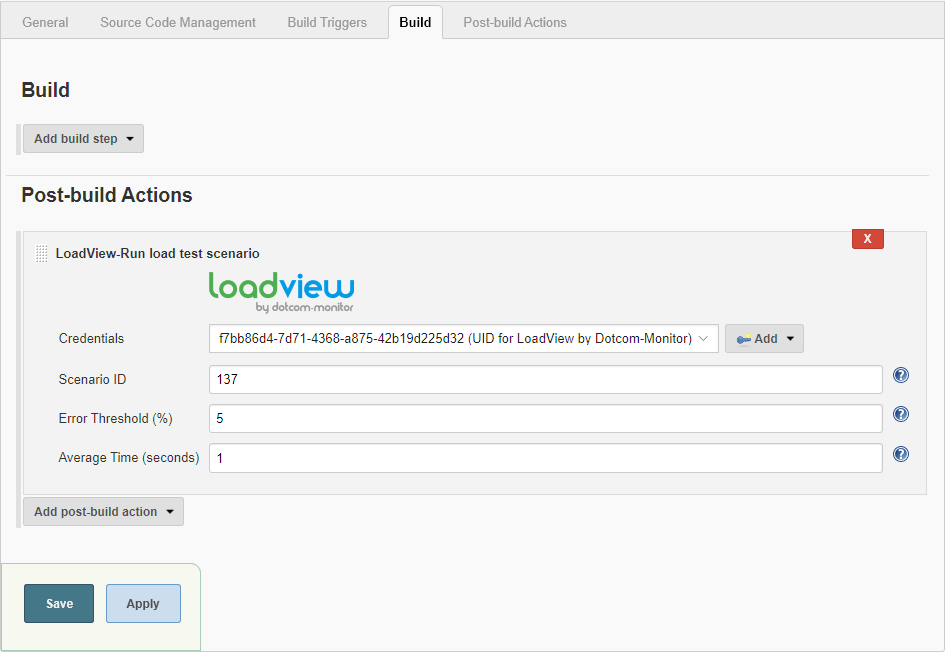 General Source Code Management Build Triggers Build Post-build Actions
Build
Add build step
Post-build Actions
X
LoadView-Run load test scenario
loadview
by dotcom-monitor
Credentials f7bb86d4-7d71-4368-a875-42b19d225d32 (UID for LoadView by Dotcom-Monitor) Add
Scenario ID 137 ?
Error Threshold (%) 5 ?
Average Time (seconds) 1 ?
Add post-build action
Save Apply